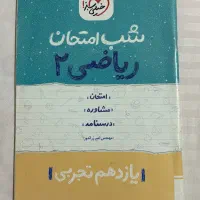 خیلی سبز
شب امتحان
ریاضی ۲
امتحان
مشاوره
درسنامه
یازدهم تجربی